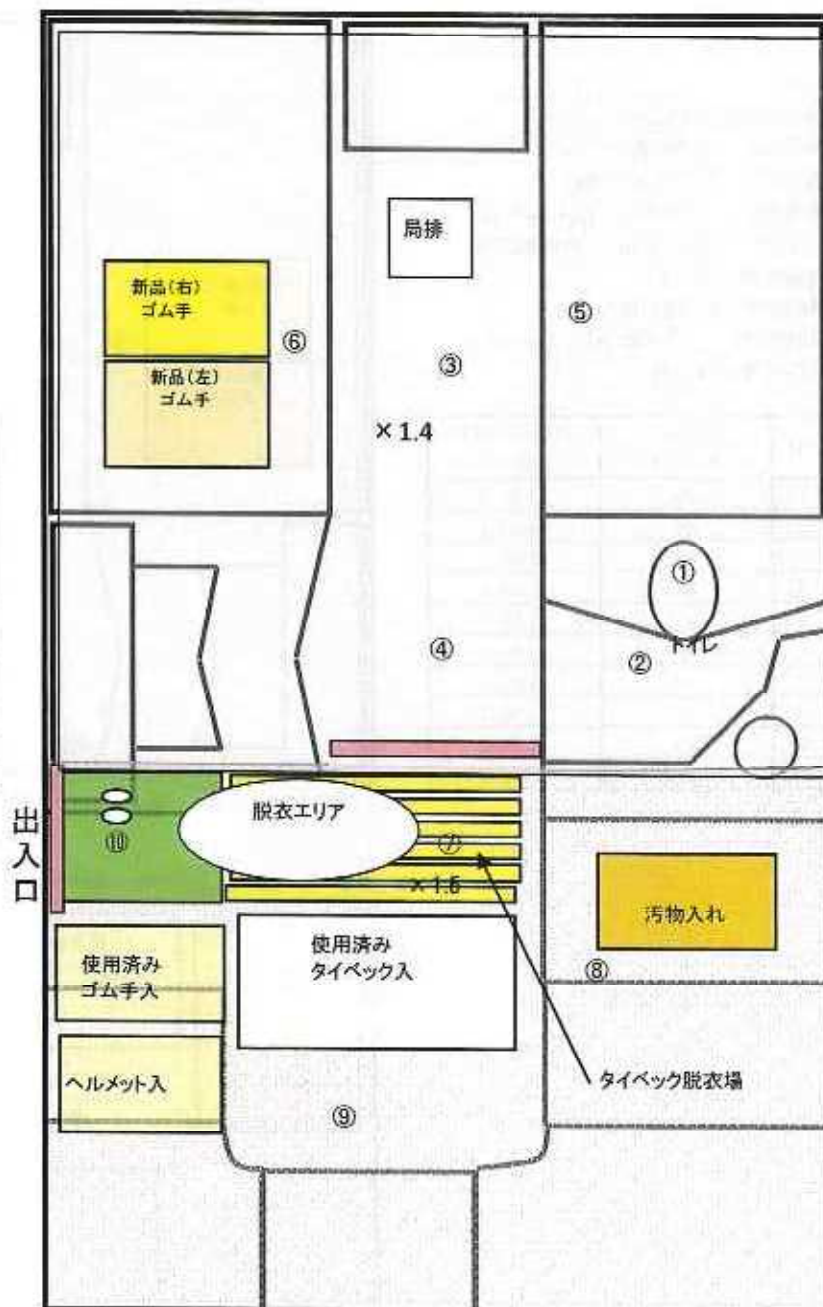 局排
新品(右)
ゴム手
⑥
⑤
③
新品(左)
ゴム手
× 1.4
①
④
②
トイレ
出入口
脱衣エリア
⑩
⑦
× 1.5
汚物入れ
使用済み
ゴム手入
使用済み
タイベック入
⑧
ヘルメット入
タイベック脱衣場
⑨